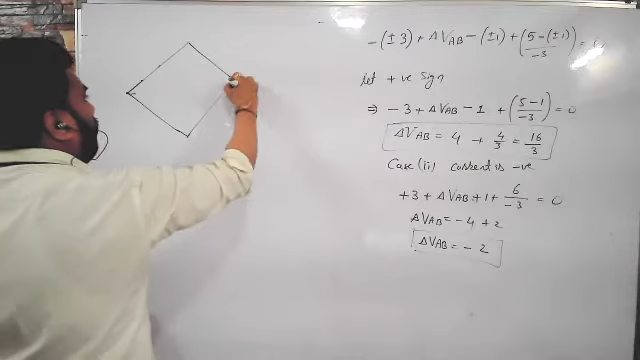 -(±3) + ΔV_AB - (±1) + (5-(±1)/-3) = 0
Let +ve sign
⇒ -3 + ΔV_AB - 1 + (5-1/-3) = 0
ΔV_AB = 4 + 4/3 = 16/3
Case (ii) current is -ve
+3 + ΔV_AB + 1 + 6/-3 = 0
ΔV_AB = -4 + 2
ΔV_AB = -2